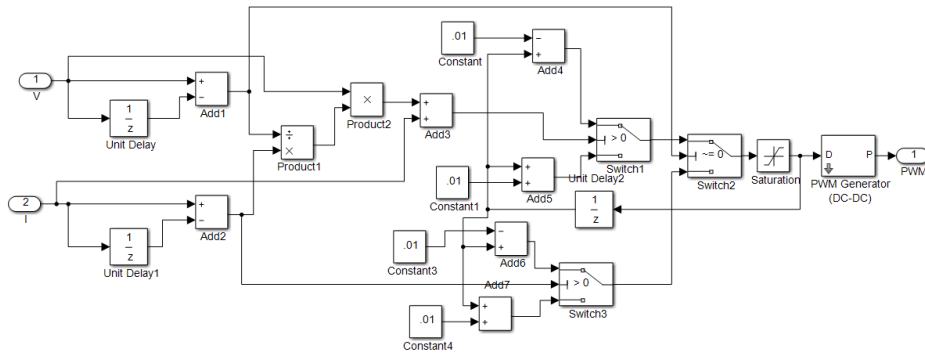 .01
Constant
−
+
Add4
1
V
1
z
Unit Delay
+
−
Add1
×
Product2
+
+
Add3
÷
×
Product1
> 0
Switch1
~= 0
Switch2
Saturation
D P
PWM Generator
(DC-DC)
1
PWM
.01
Constant1
+
+
Add5
Unit Delay2
1
z
2
I
1
z
Unit Delay1
+
−
Add2
.01
Constant3
−
+
Add6
> 0
Switch3
Add7
+
+
.01
Constant4